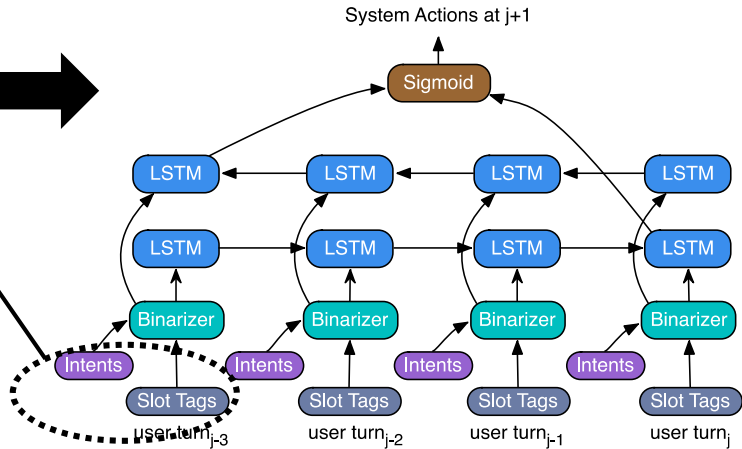 System Actions at j+1
Sigmoid
LSTM LSTM LSTM LSTM
LSTM LSTM LSTM LSTM
Binarizer Binarizer Binarizer Binarizer
Intents Intents Intents Intents
Slot Tags Slot Tags Slot Tags Slot Tags
user turnj-3 user turnj-2 user turnj-1 user turnj